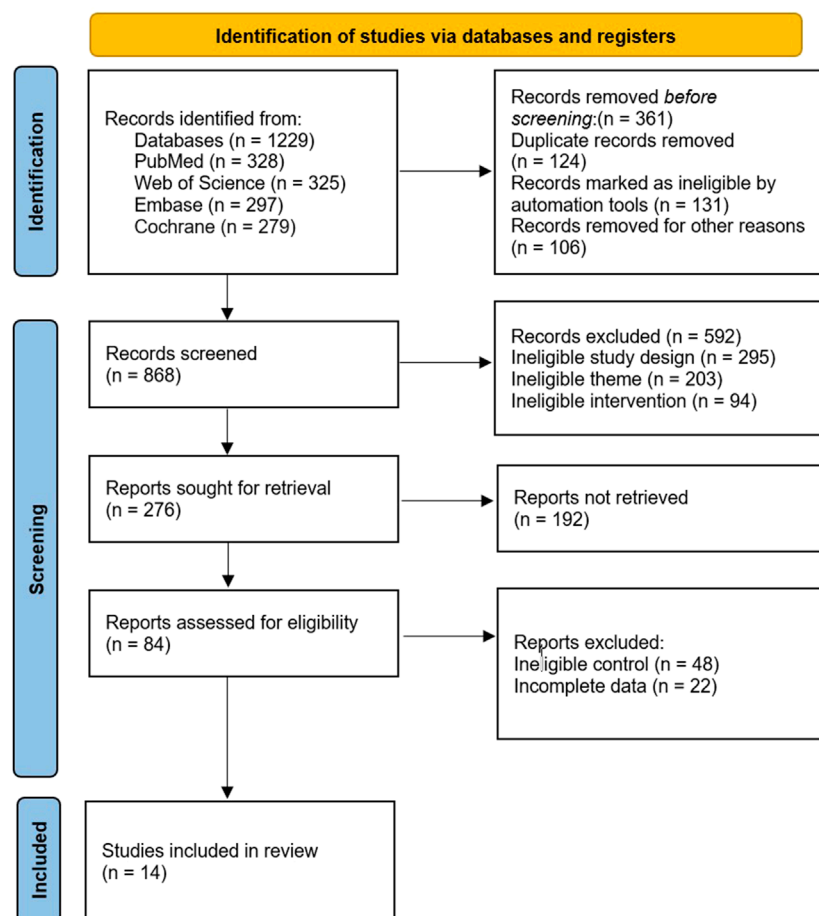 Identification of studies via databases and registers
Identification
Records identified from:
Databases (n = 1229)
PubMed (n = 328)
Web of Science (n = 325)
Embase (n = 297)
Cochrane (n = 279)
Records removed before
screening:(n = 361)
Duplicate records removed
(n = 124)
Records marked as ineligible by
automation tools (n = 131)
Records removed for other reasons
(n = 106)
Screening
Records screened
(n = 868)
Records excluded (n = 592)
Ineligible study design (n = 295)
Ineligible theme (n = 203)
Ineligible intervention (n = 94)
Reports sought for retrieval
(n = 276)
Reports not retrieved
(n = 192)
Reports assessed for eligibility
(n = 84)
Reports excluded:
Ineligible control (n = 48)
Incomplete data (n = 22)
Included
Studies included in review
(n = 14)